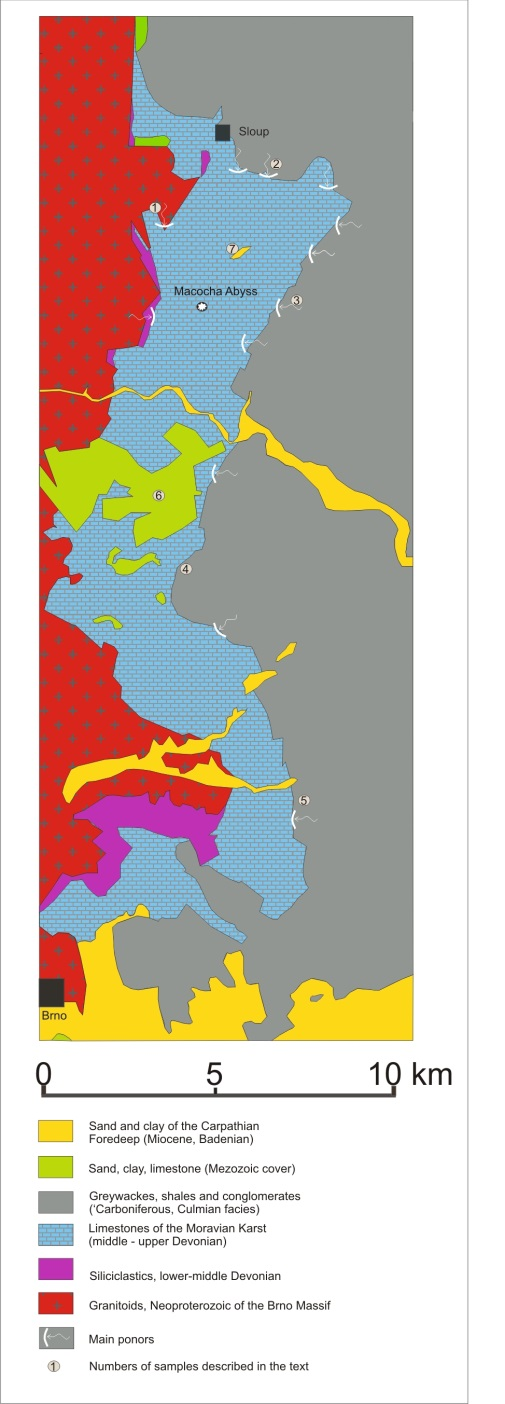 Sloup
2
1
7
Macocha Abyss
3
6
4
5
Brno
0 5 10 km
Sand and clay of the Carpathian
Foredeep (Miocene, Badenian)
Sand, clay, limestone (Mezozoic cover)
Greywackes, shales and conglomerates
('Carboniferous, Culmian facies)
Limestones of the Moravian Karst
(middle - upper Devonian)
Siliciclastics, lower-middle Devonian
Granitoids, Neoproterozoic of the Brno Massif
Main ponors
1 Numbers of samples described in the text